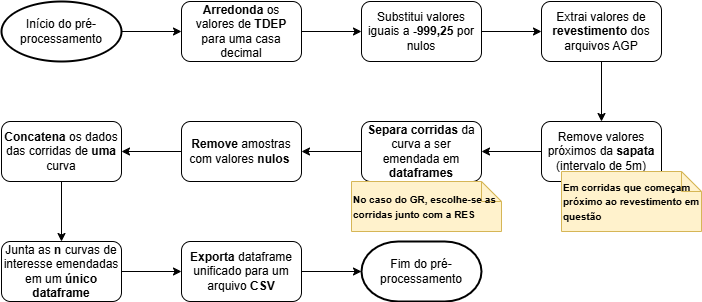 Início do pré-
processamento
Arredonda os
valores de TDEP
para uma casa
decimal
Substitui valores
iguais a -999,25 por
nulos
Extrai valores de
revestimento dos
arquivos AGP
Remove valores
próximos da sapata
(intervalo de 5m)
Em corridas que começam
próximo ao revestimento em
questão
Separa corridas da
curva a ser
emendada em
dataframes
No caso do GR, escolhe-se as
corridas junto com a RES
Remove amostras
com valores nulos
Concatena os dados
das corridas de uma
curva
Junta as n curvas de
interesse emendadas
em um único
dataframe
Exporta dataframe
unificado para um
arquivo CSV
Fim do pré-
processamento